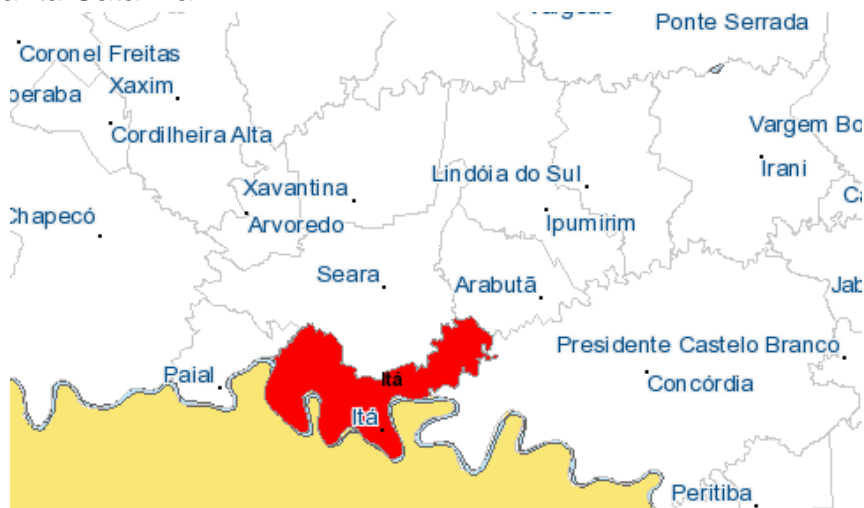 Ponte Serrada
Coronel Freitas
Xaxim
Cordilheira Alta
Vargem Bo
Irani
Lindóia do Sul
Xavantina
Chapecó
Arvoredo
Ipumirim
Seara
Arabutã
Jab
Presidente Castelo Branco
Paial
Itá
Concórdia
Itá
Peritiba